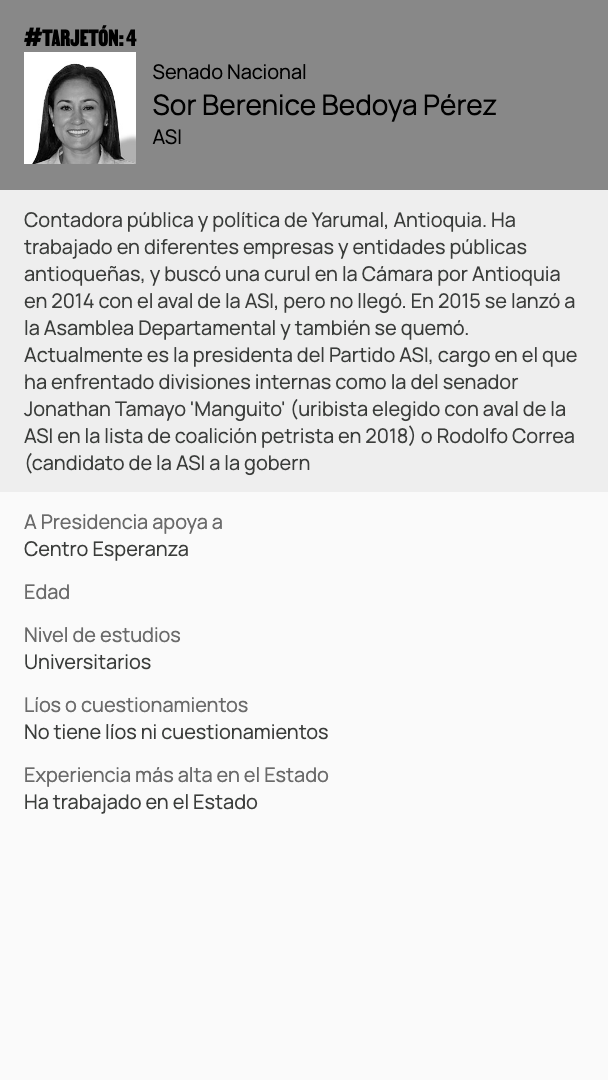 #TARJETÓN: 4
Senado Nacional
Sor Berenice Bedoya Pérez
ASI
Contadora pública y política de Yarumal, Antioquia. Ha
trabajado en diferentes empresas y entidades públicas
antioqueñas, y buscó una curul en la Cámara por Antioquia
en 2014 con el aval de la ASI, pero no llegó. En 2015 se lanzó a
la Asamblea Departamental y también se quemó.
Actualmente es la presidenta del Partido ASI, cargo en el que
ha enfrentado divisiones internas como la del senador
Jonathan Tamayo 'Manguito' (uribista elegido con aval de la
ASI en la lista de coalición petrista en 2018) o Rodolfo Correa
(candidato de la ASI a la gobern
A Presidencia apoya a
Centro Esperanza
Edad
Nivel de estudios
Universitarios
Líos o cuestionamientos
No tiene líos ni cuestionamientos
Experiencia más alta en el Estado
Ha trabajado en el Estado